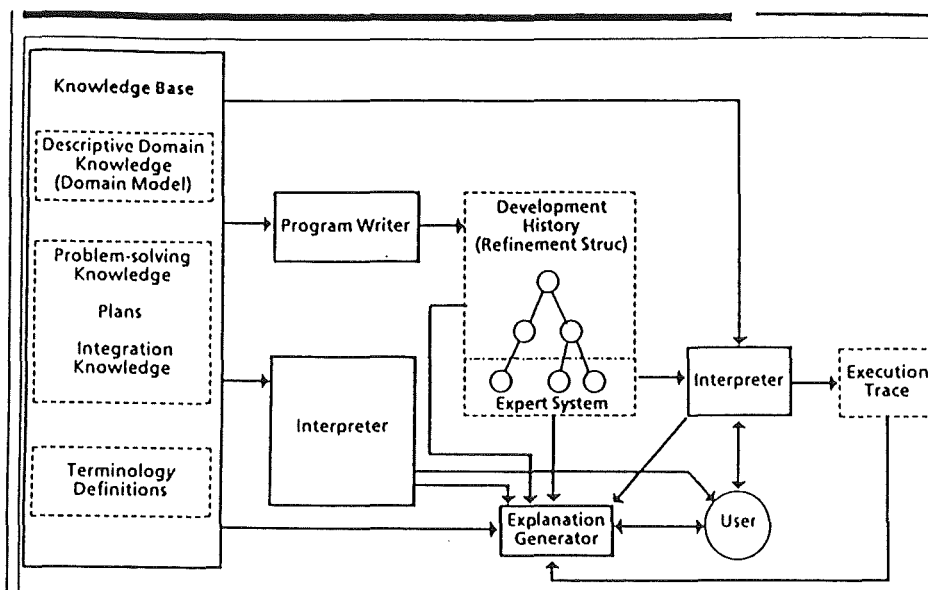 Knowledge Base
Descriptive Domain
Knowledge
(Domain Model)
Problem-solving
Knowledge
Plans
Integration
Knowledge
Terminology
Definitions
Program Writer
Interpreter
Development
History
(Refinement Struc)
Expert System
Interpreter
Execution
Trace
Explanation
Generator
User